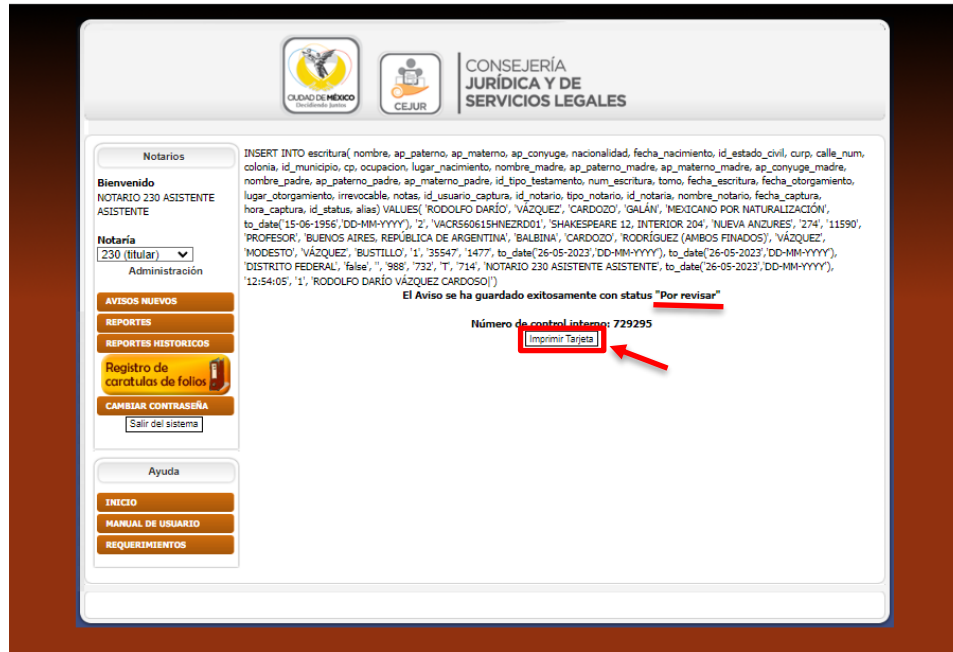 CIUDAD DE MÉXICO
Decidiendo Juntos
CEJUR
CONSEJERÍA
JURÍDICA Y DE
SERVICIOS LEGALES
Notarios
Bienvenido
NOTARIO 230 ASISTENTE
ASISTENTE
Notaría
230 (titular)
Administración
AVISOS NUEVOS
REPORTES
REPORTES HISTORICOS
Registro de
caratulas de folios
CAMBIAR CONTRASEÑA
Salir del sistema
Ayuda
INICIO
MANUAL DE USUARIO
REQUERIMIENTOS
INSERT INTO escritura( nombre, ap_paterno, ap_materno, ap_conyuge, nacionalidad, fecha_nacimiento, id_estado_civil, curp, calle_num,
colonia, id_municipio, cp, ocupacion, lugar_nacimiento, nombre_madre, ap_paterno_madre, ap_materno_madre, ap_conyuge_madre,
nombre_padre, ap_paterno_padre, ap_materno_padre, id_tipo_testamento, num_escritura, tomo, fecha_escritura, fecha_otorgamiento,
lugar_otorgamiento, irrevocable, notas, id_usuario_captura, id_notario, tipo_notario, id_notaria, nombre_notario, fecha_captura,
hora_captura, id_status, alias) VALUES( 'RODOLFO DARÍO', 'VÁZQUEZ', 'CARDOZO', 'GALÁN', 'MEXICANO POR NATURALIZACIÓN',
to_date('15-06-1956','DD-MM-YYYY'), '2', 'VACR560615HNEZRD01', 'SHAKESPEARE 12, INTERIOR 204', 'NUEVA ANZURES', '274', '11590',
'PROFESOR', 'BUENOS AIRES, REPÚBLICA DE ARGENTINA', 'BALBINA', 'CARDOZO', 'RODRÍGUEZ (AMBOS FINADOS)', 'VÁZQUEZ',
'MODESTO', 'VÁZQUEZ', 'BUSTILLO', '1', '35547', '1477', to_date('26-05-2023','DD-MM-YYYY'), to_date('26-05-2023','DD-MM-YYYY'),
'DISTRITO FEDERAL', 'false', '', '988', '732', 'T', '714', 'NOTARIO 230 ASISTENTE ASISTENTE', to_date('26-05-2023','DD-MM-YYYY'),
'12:54:05', '1', 'RODOLFO DARÍO VÁZQUEZ CARDOSO|')
El Aviso se ha guardado exitosamente con status "Por revisar"
Número de control interno: 729295
Imprimir Tarjeta